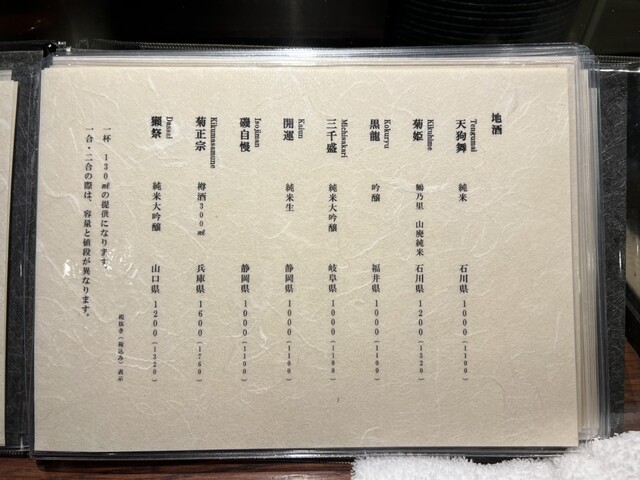 地酒
Tengumai
天狗舞 純米 石川県 1000(1100)
Kikuhime
菊姫 鶴乃里 山廃純米 石川県 1200(1320)
Kokuryu
黒龍 吟醸 福井県 1000(1100)
Michisakari
三千盛 純米大吟醸 岐阜県 1000(1100)
Kaiun
開運 純米生 静岡県 1000(1100)
Isojiman
磯自慢 静岡県 1000(1100)
Kikumasamune
菊正宗 樽酒300㎖ 兵庫県 1600(1760)
Dassai
獺祭 純米大吟醸 山口県 1200(1320)
税抜き(税込み)表示
一杯 130㎖の提供になります。
一合・二合の際は、容量と値段が異なります。